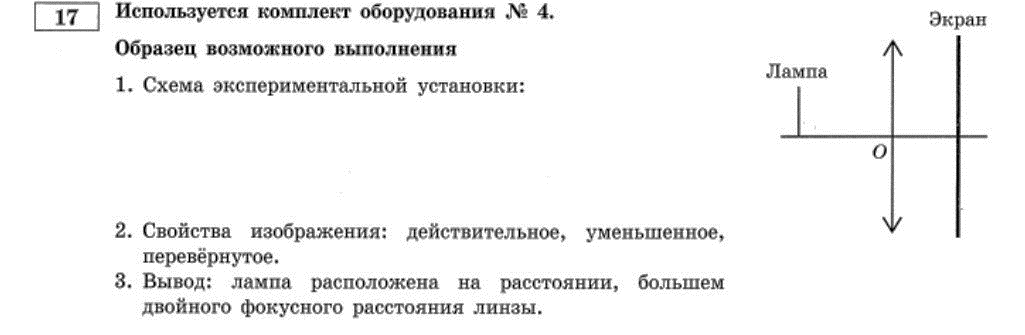 17
Используется комплект оборудования № 4.
Образец возможного выполнения
1. Схема экспериментальной установки:
Экран
Лампа
O
2. Свойства изображения: действительное, уменьшенное,
перевёрнутое.
3. Вывод: лампа расположена на расстоянии, большем
двойного фокусного расстояния линзы.